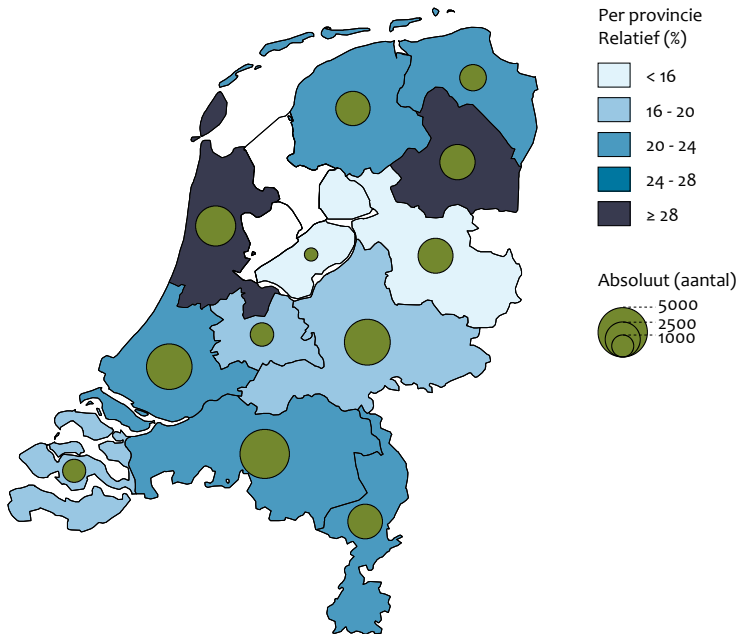 Per provincie
Relatief (%)
< 16
16 - 20
20 - 24
24 - 28
≥ 28
Absoluut (aantal)
5000
2500
1000